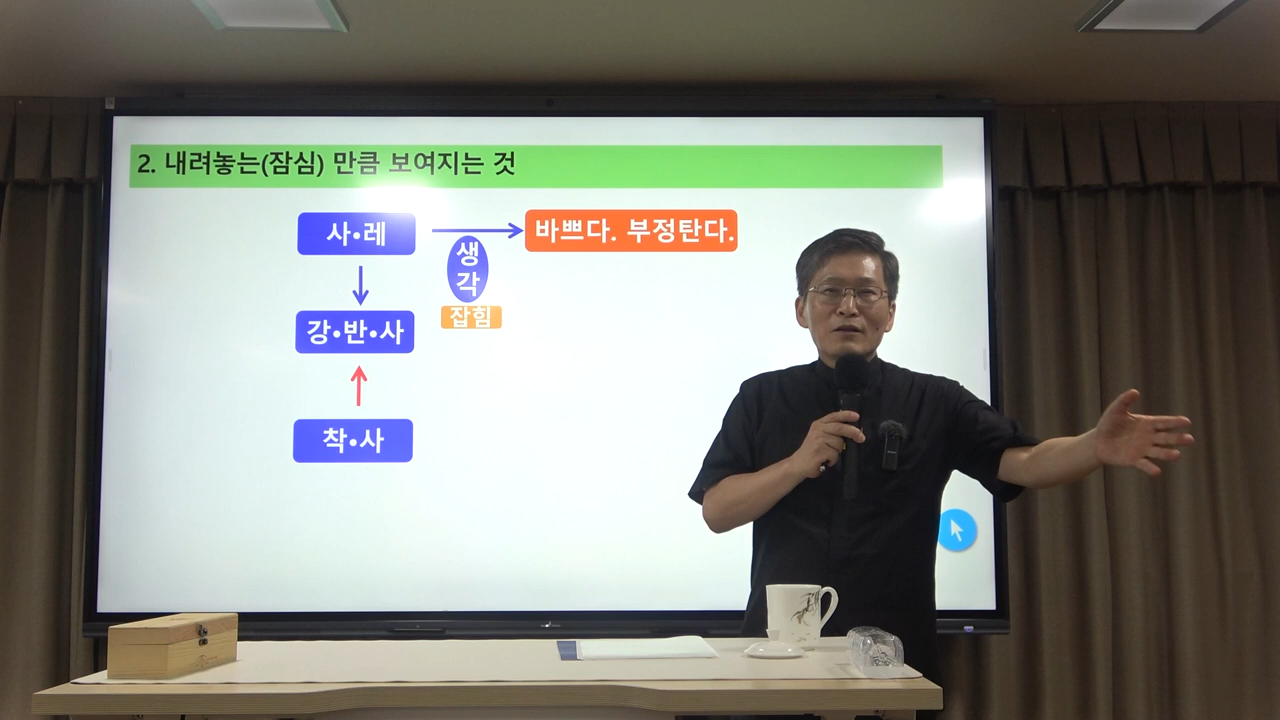 2. 내려놓는(잠심) 만큼 보여지는 것
사•레
바쁘다. 부정탄다.
생
각
잡힘
강•반•사
착•사